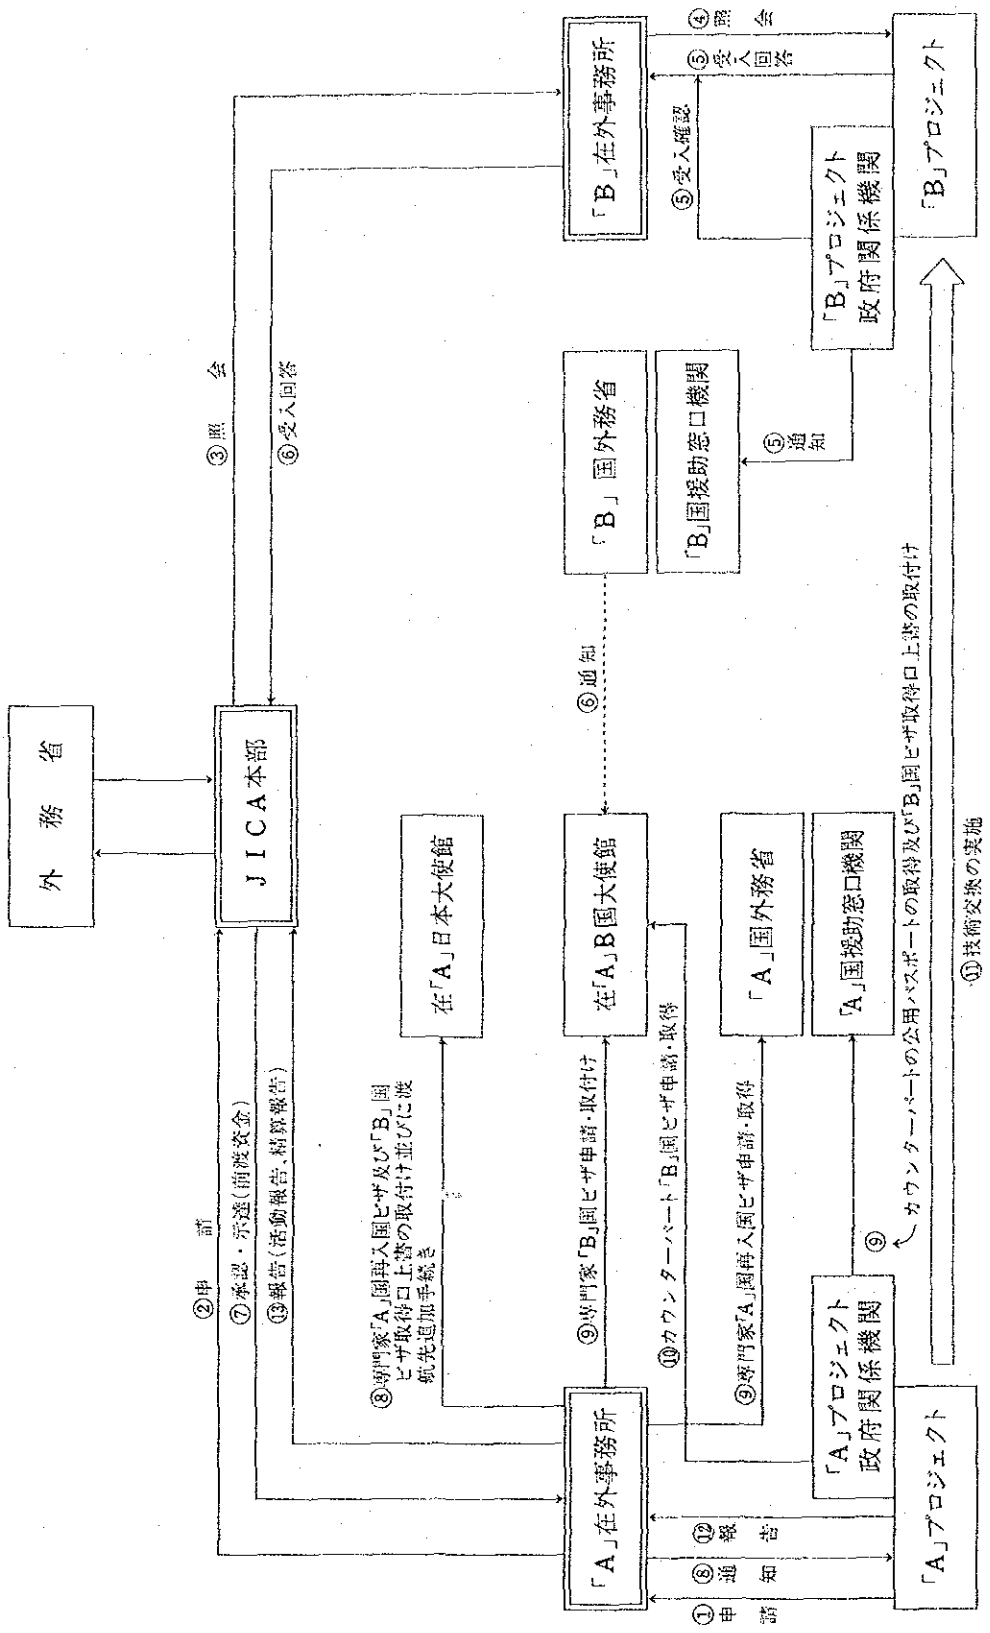 外務省
JICA本部
②申請
⑦承認・示達(前渡資金)
⑬報告(活動報告、精算報告)
③照会
⑥受入回答
在「A」日本大使館
⑧専門家「A」国再入国ビザ及び「B」国
ビザ取得口上書の取付け並びに渡
航先追加手続き
「A」在外事務所
⑨専門家「B」国ビザ申請・取付け
在「A」B国大使館
⑥通知
「B」国外務省
「B」国援助窓口機関
「B」在外事務所
⑩カウンターパート「B」国ビザ申請・取得
⑨専門家「A」国再入国ビザ申請・取得
「A」国外務省
「A」国援助窓口機関
⑤通知
⑤受入確認
④照会
⑤受入回答
①申請
⑧通知
⑫報告
「A」プロジェクト
政府関係機関
⑨
カウンターパートの公用パスポートの取得及び「B」国ビザ取得口上書の取付け
「B」プロジェクト
政府関係機関
「A」プロジェクト
⑪技術交換の実施
「B」プロジェクト